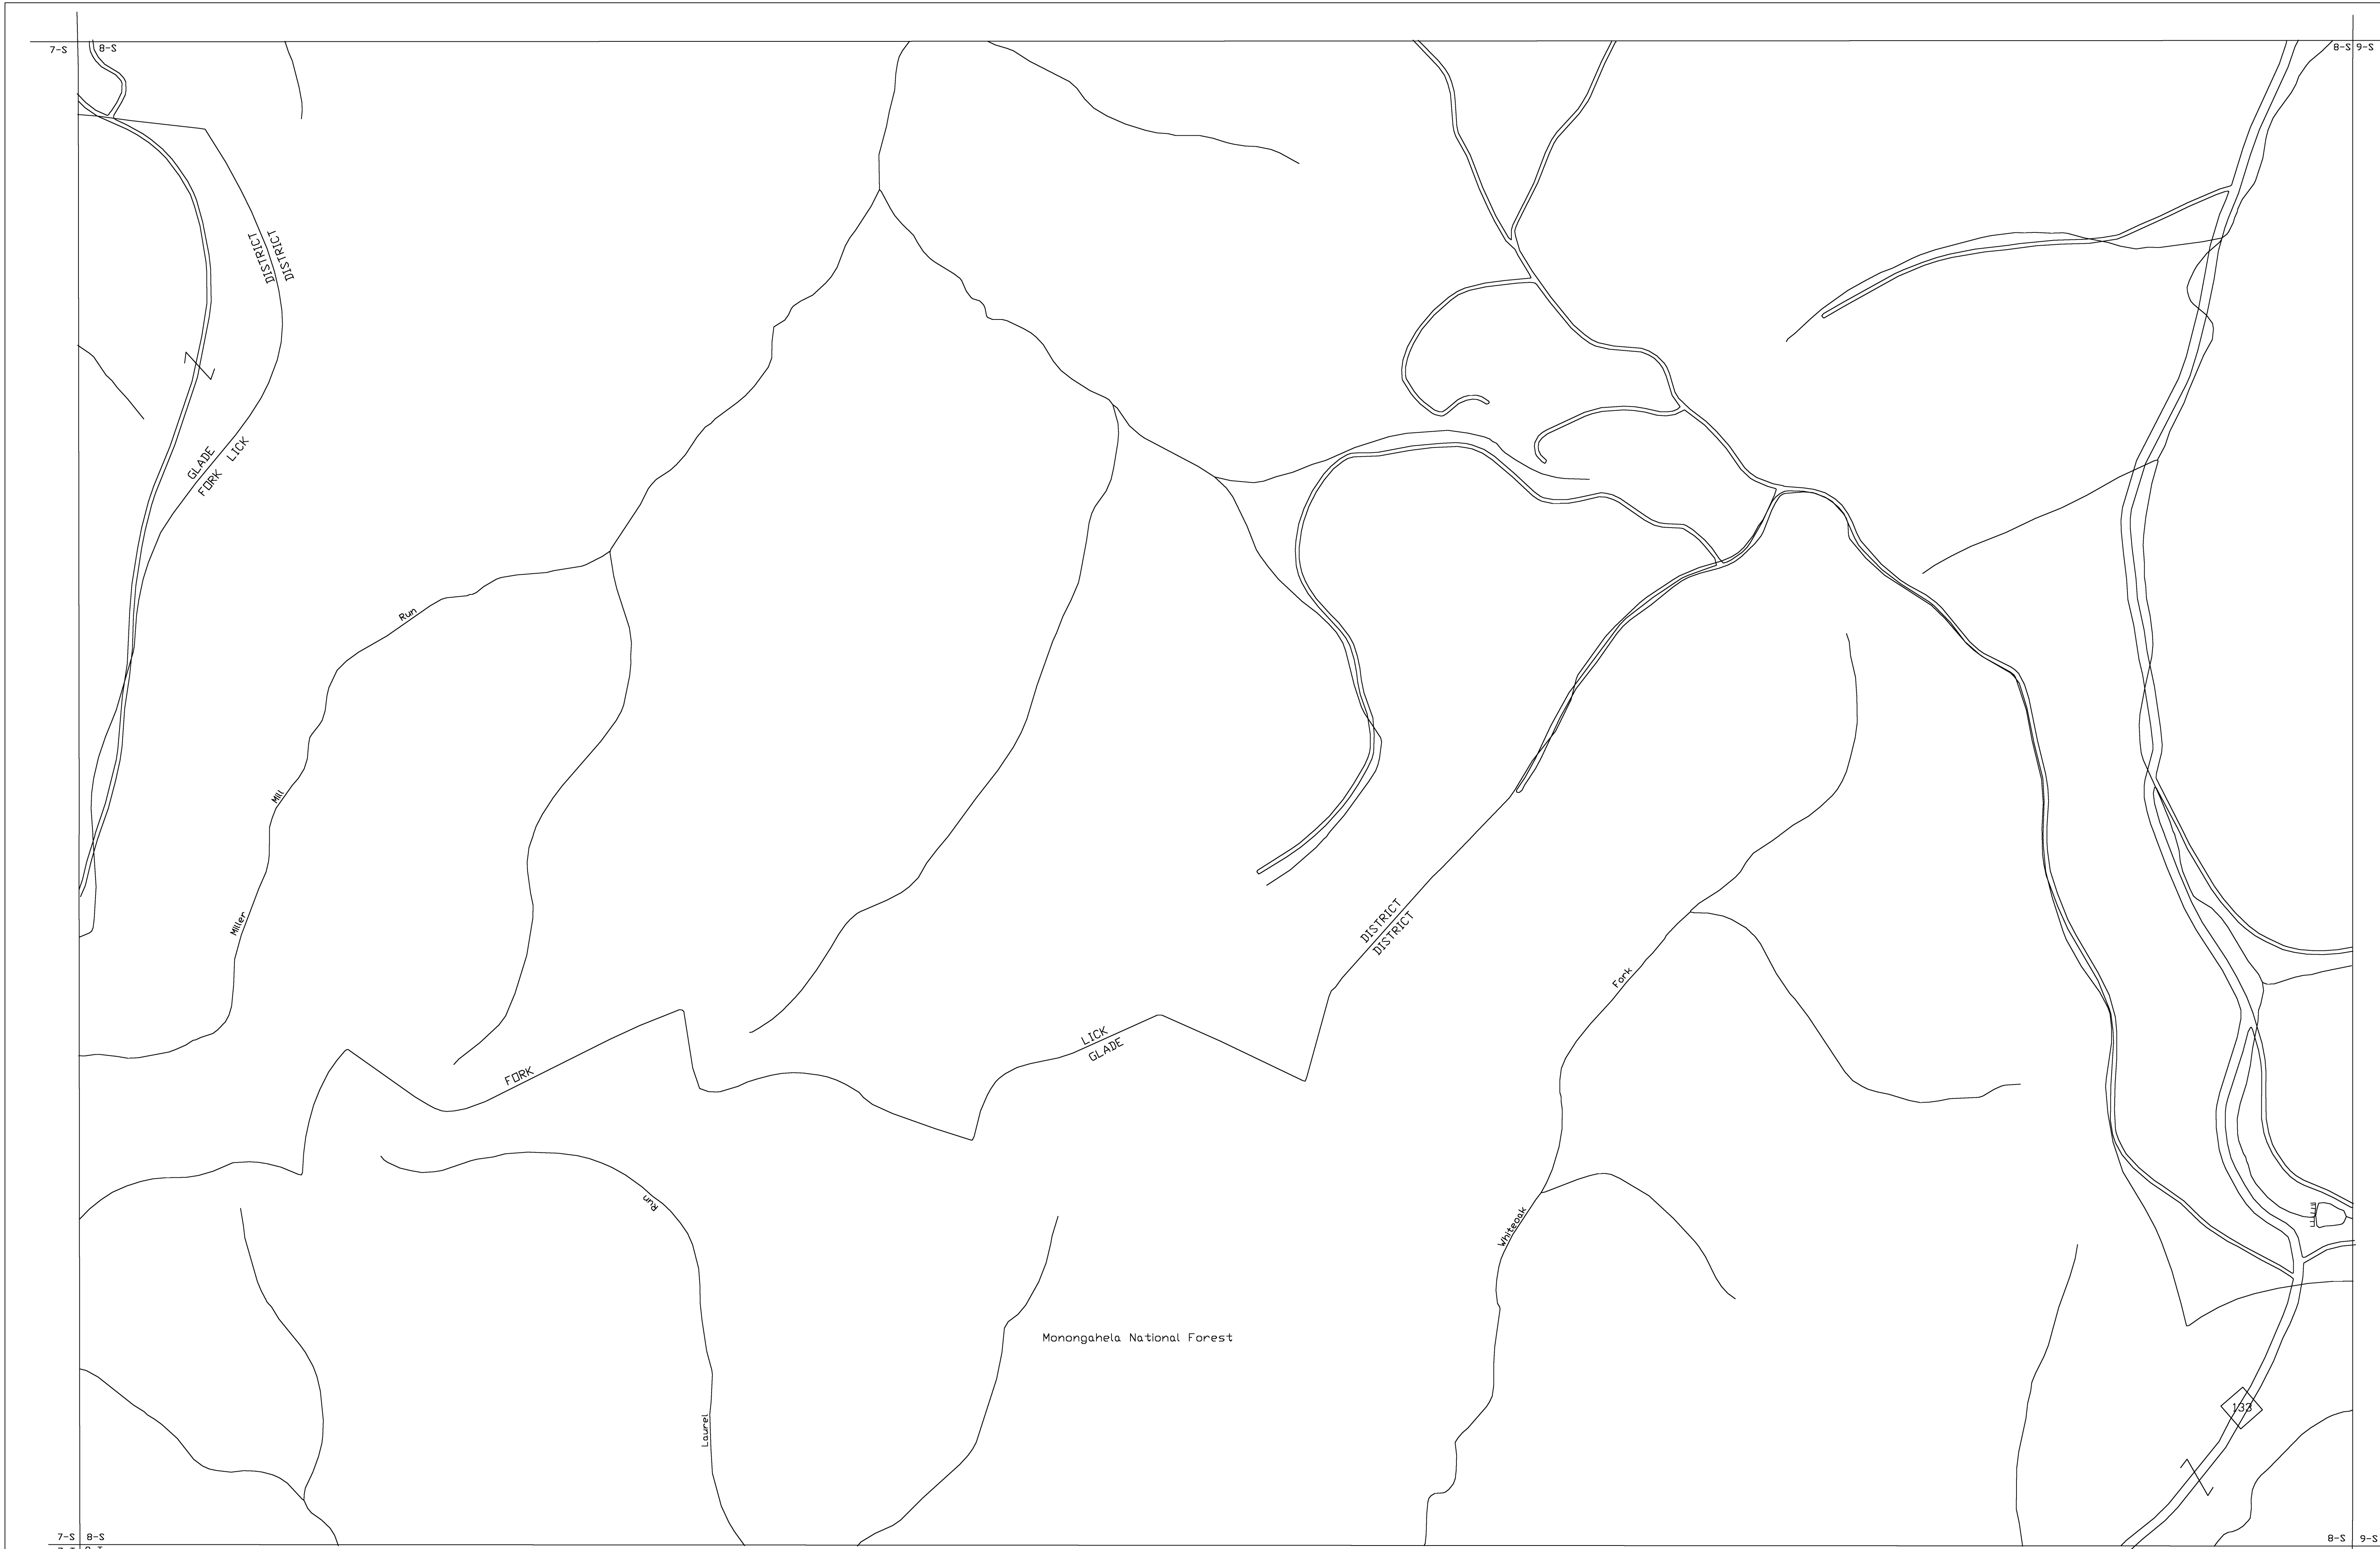 7-S 8-S
8-S 9-S
DISTRICT
DISTRICT
GLADE
FORK LICK
Run
Mill
Miller
DISTRICT
DISTRICT
Fork
LICK
GLADE
FORK
Run
Whiteoak
Monongahela National Forest
Laurel
133
7-S 8-S
8-S 9-S